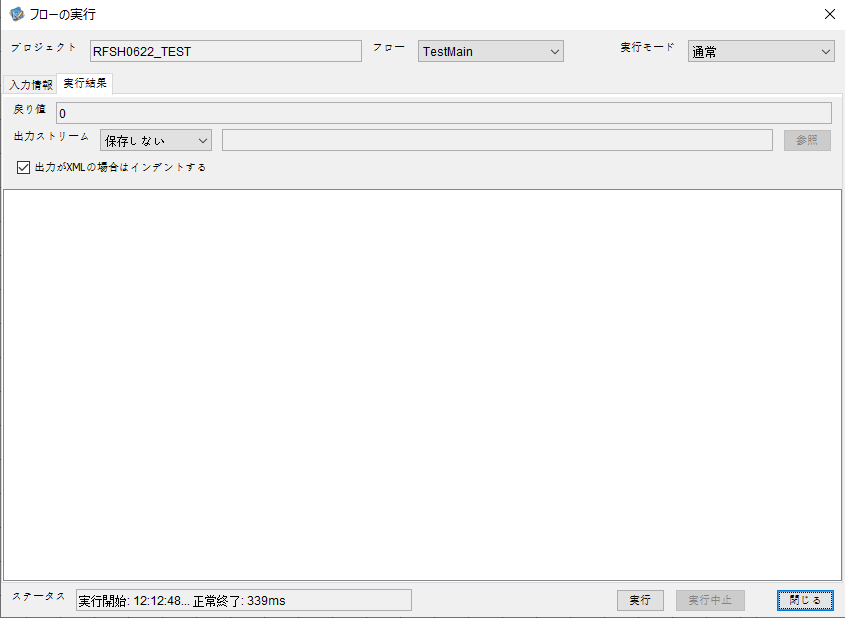 フローの実行
プロジェクト RFSH0622_TEST フロー TestMain 実行モード 通常
入力情報 実行結果
戻り値 0
出力ストリーム 保存しない 参照
出力がXMLの場合はインデントする
ステータス 実行開始: 12:12:48... 正常終了: 339ms 実行 実行中止 閉じる